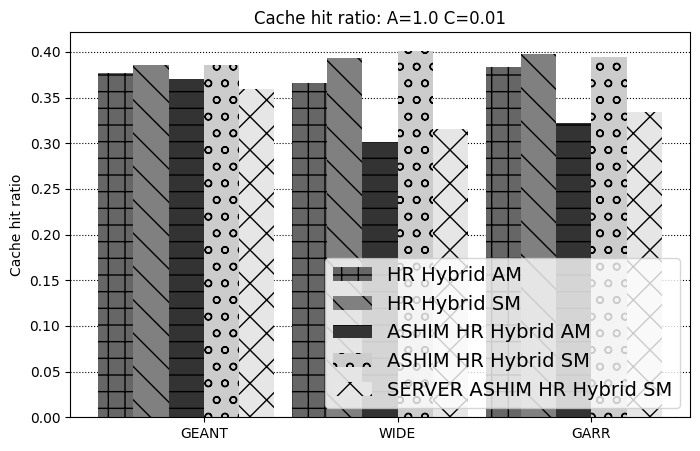 Cache hit ratio: A=1.0 C=0.01
Cache hit ratio
0.40
0.35
0.30
0.25
0.20
0.15
0.10
0.05
0.00
HR Hybrid AM
HR Hybrid SM
ASHIM HR Hybrid AM
ASHIM HR Hybrid SM
SERVER ASHIM HR Hybrid SM
GEANT
WIDE
GARR